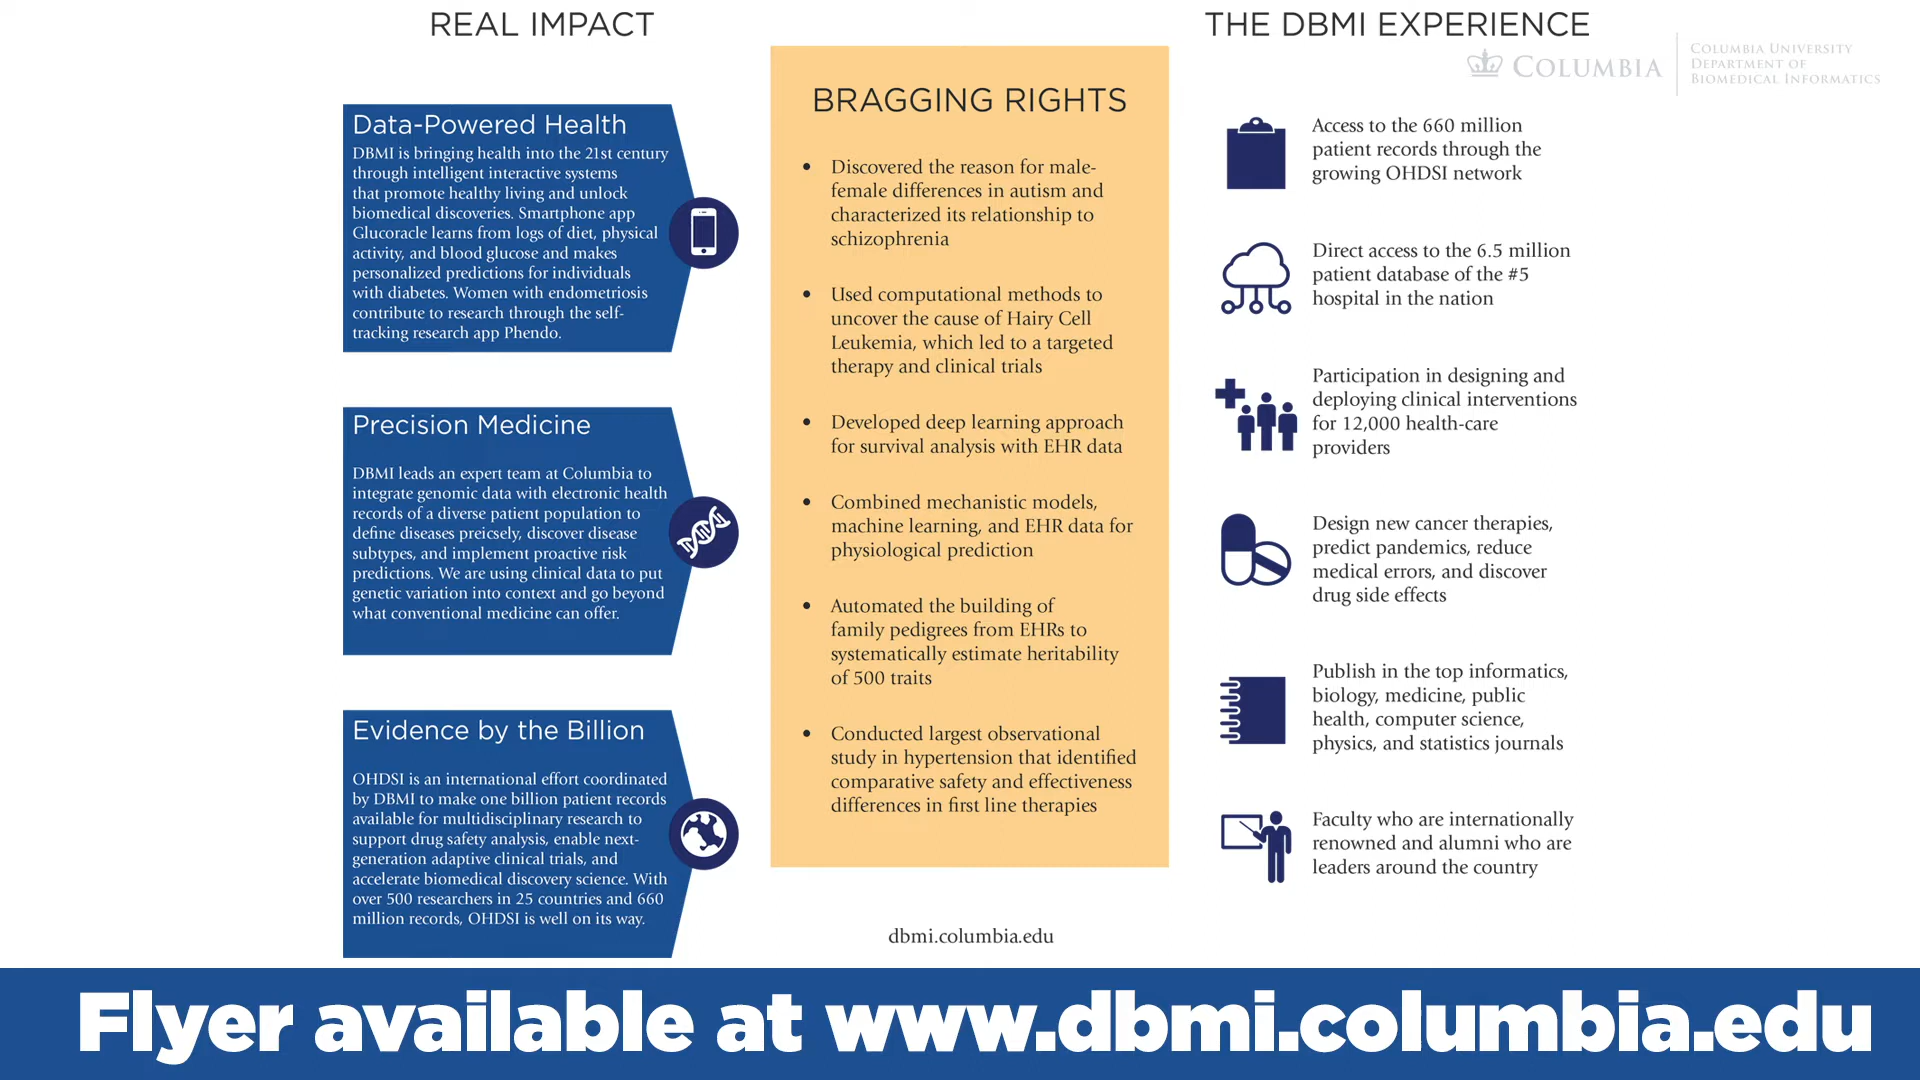 REAL IMPACT
Data-Powered Health
DBMI is bringing health into the 21st century
through intelligent interactive systems
that promote healthy living and unlock
biomedical discoveries. Smartphone app
Glucoracle learns from logs of diet, physical
activity, and blood glucose and makes
personalized predictions for individuals
with diabetes. Women with endometriosis
contribute to research through the self-
tracking research app Phendo.
Precision Medicine
DBMI leads an expert team at Columbia to
integrate genomic data with electronic health
records of a diverse patient population to
define diseases preicsely, discover disease
subtypes, and implement proactive risk
predictions. We are using clinical data to put
genetic variation into context and go beyond
what conventional medicine can offer.
Evidence by the Billion
OHDSI is an international effort coordinated
by DBMI to make one billion patient records
available for multidisciplinary research to
support drug safety analysis, enable next-
generation adaptive clinical trials, and
accelerate biomedical discovery science. With
over 500 researchers in 25 countries and 660
million records, OHDSI is well on its way.
BRAGGING RIGHTS
• Discovered the reason for male-
female differences in autism and
characterized its relationship to
schizophrenia
• Used computational methods to
uncover the cause of Hairy Cell
Leukemia, which led to a targeted
therapy and clinical trials
• Developed deep learning approach
for survival analysis with EHR data
• Combined mechanistic models,
machine learning, and EHR data for
physiological prediction
• Automated the building of
family pedigrees from EHRs to
systematically estimate heritability
of 500 traits
• Conducted largest observational
study in hypertension that identified
comparative safety and effectiveness
differences in first line therapies
dbmi.columbia.edu
THE DBMI EXPERIENCE
COLUMBIA
COLUMBIA UNIVERSITY
DEPARTMENT OF
BIOMEDICAL INFORMATICS
Access to the 660 million
patient records through the
growing OHDSI network
Direct access to the 6.5 million
patient database of the #5
hospital in the nation
Participation in designing and
deploying clinical interventions
for 12,000 health-care
providers
Design new cancer therapies,
predict pandemics, reduce
medical errors, and discover
drug side effects
Publish in the top informatics,
biology, medicine, public
health, computer science,
physics, and statistics journals
Faculty who are internationally
renowned and alumni who are
leaders around the country
Flyer available at www.dbmi.columbia.edu